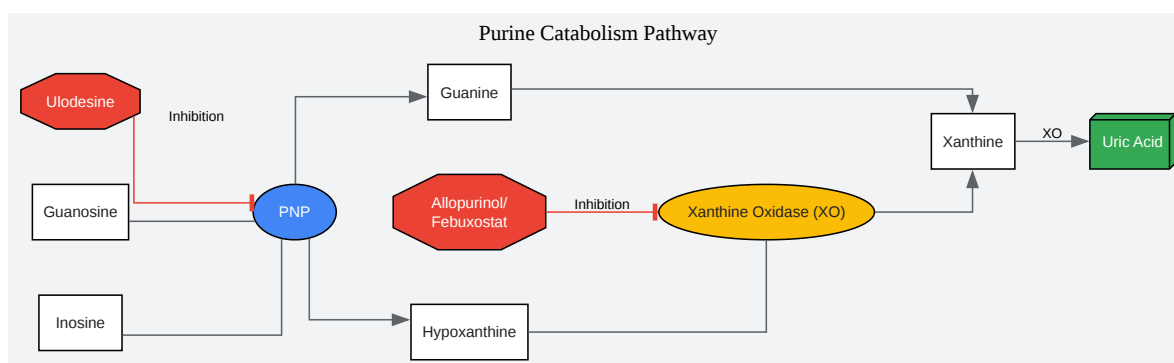 Purine Catabolism Pathway
Ulodesine
Inhibition
Guanine
Xanthine
XO
Uric Acid
Guanosine
PNP
Allopurinol/
Febuxostat
Inhibition
Xanthine Oxidase (XO)
Inosine
Hypoxanthine